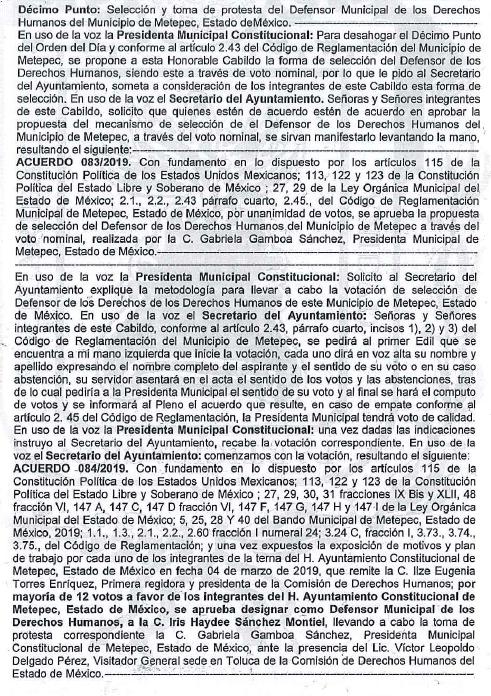 Décimo Punto: Selección y toma de protesta del Defensor Municipal de los Derechos
Humanos del Municipio de Metepec, Estado deMéxico. ---
En uso de la voz la Presidenta Municipal Constitucional: Para desahogar el Décimo Punto
del Orden del Día y conforme al artículo 2.43 del Código de Reglamentación del Municipio de
Metepec, se propone a esta Honorable Cabildo la forma de selección del Defensor de los
Derechos Humanos, siendo este a través de voto nominal, por lo que le pido al Secretario
del Ayuntamiento, someta a consideración de los integrantes de este Cabildo esta forma de
selección. En uso de la voz el Secretario del Ayuntamiento. Señoras y Señores integrantes
de este Cabildo, solicito que quienes estén de acuerdo estén de acuerdo en aprobar la
propuesta del mecanismo de selección de el Defensor de los Derechos Humanos del
Municipio de Metepec, a través del voto nominal, se sirvan manifestarlo levantando la mano,
resultando el siguiente:---
ACUERDO 083/2019. Con fundamento en lo dispuesto por los artículos 115 de la
Constitución Política de los Estados Unidos Mexicanos; 113, 122 y 123 de la Constitución
Política del Estado Libre y Soberano de México ; 27, 29 de la Ley Orgánica Municipal del
Estado de México; 2.1., 2.2., 2.43 párrafo cuarto, 2.45., del Código de Reglamentación
Municipal de Metepec, Estado de México, por unanimidad de votos, se aprueba la propuesta
de selección del Defensor de los Derechos Humanos del Municipio de Metepec a través del
voto nominal, realizada por la C. Gabriela Gamboa Sánchez, Presidenta Municipal de
Metepec, Estado de México.---
En uso de la voz la Presidenta Municipal Constitucional: Solicito al Secretario del
Ayuntamiento explique la metodología para llevar a cabo la votación de selección de
Defensor de los Derechos de los Derechos Humanos de este Municipio de Metepec, Estado
de México. En uso de la voz el Secretario del Ayuntamiento: Señoras y Señores
integrantes de este Cabildo, conforme al artículo 2.43, párrafo cuarto, incisos 1), 2) y 3) del
Código de Reglamentación del Municipio de Metepec, se pedirá al primer Edil que se
encuentra a mi mano izquierda que inicie la votación, cada uno dirá en voz alta su nombre y
apellido expresando el nombre completo del aspirante y el sentido de su voto o en su caso
abstención, su servidor asentará en el acta el sentido de los votos y las abstenciones, tras
de lo cual pediría a la Presidenta Municipal el sentido de su voto y al final se hará el computo
de votos y se informará al Pleno el acuerdo que resulte, en caso de empate conforme al
artículo 2. 45 del Código de Reglamentación, la Presidenta Municipal tendrá voto de calidad.
En uso de la voz la Presidenta Municipal Constitucional: una vez dadas las indicaciones
instruyo al Secretario del Ayuntamiento, recabe la votación correspondiente. En uso de la
voz el Secretario del Ayuntamiento: comenzamos con la votación, resultando el siguiente:
ACUERDO 084/2019. Con fundamento en lo dispuesto por los artículos 115 de la
Constitución Política de los Estados Unidos Mexicanos; 113, 122 y 123 de la Constitución
Política del Estado Libre y Soberano de México ; 27, 29, 30, 31 fracciones IX Bis y XLII, 48
fracción VI, 147 A, 147 C, 147 D fracción VI, 147 F, 147 G, 147 H y 147 I de la Ley Orgánica
Municipal del Estado de México; 5, 25, 28 Y 40 del Bando Municipal de Metepec, Estado de
México, 2019; 1.1., 1.3., 2.1., 2.2., 2.60 fracción I numeral 24; 3.24 C, fracción I, 3.73., 3.74.,
3.75., del Código de Reglamentación; y una vez expuestos la exposición de motivos y plan
de trabajo por cada uno de los integrantes de la terna del H. Ayuntamiento Constitucional de
Metepec, Estado de México en fecha 04 de marzo de 2019, que remite la C. Ilze Eugenia
Torres Enríquez, Primera regidora y presidenta de la Comisión de Derechos Humanos; por
mayoría de 12 votos a favor de los integrantes del H. Ayuntamiento Constitucional de
Metepec, Estado de México, se aprueba designar como Defensor Municipal de los
Derechos Humanos, a la C. Iris Haydee Sánchez Montiel, llevando a cabo la toma de
protesta correspondiente la C. Gabriela Gamboa Sánchez, Presidenta Municipal
Constitucional de Metepec, Estado de México, ante la presencia del Lic. Víctor Leopoldo
Delgado Pérez, Visitador General sede en Toluca de la Comisión de Derechos Humanos del
Estado de México.---